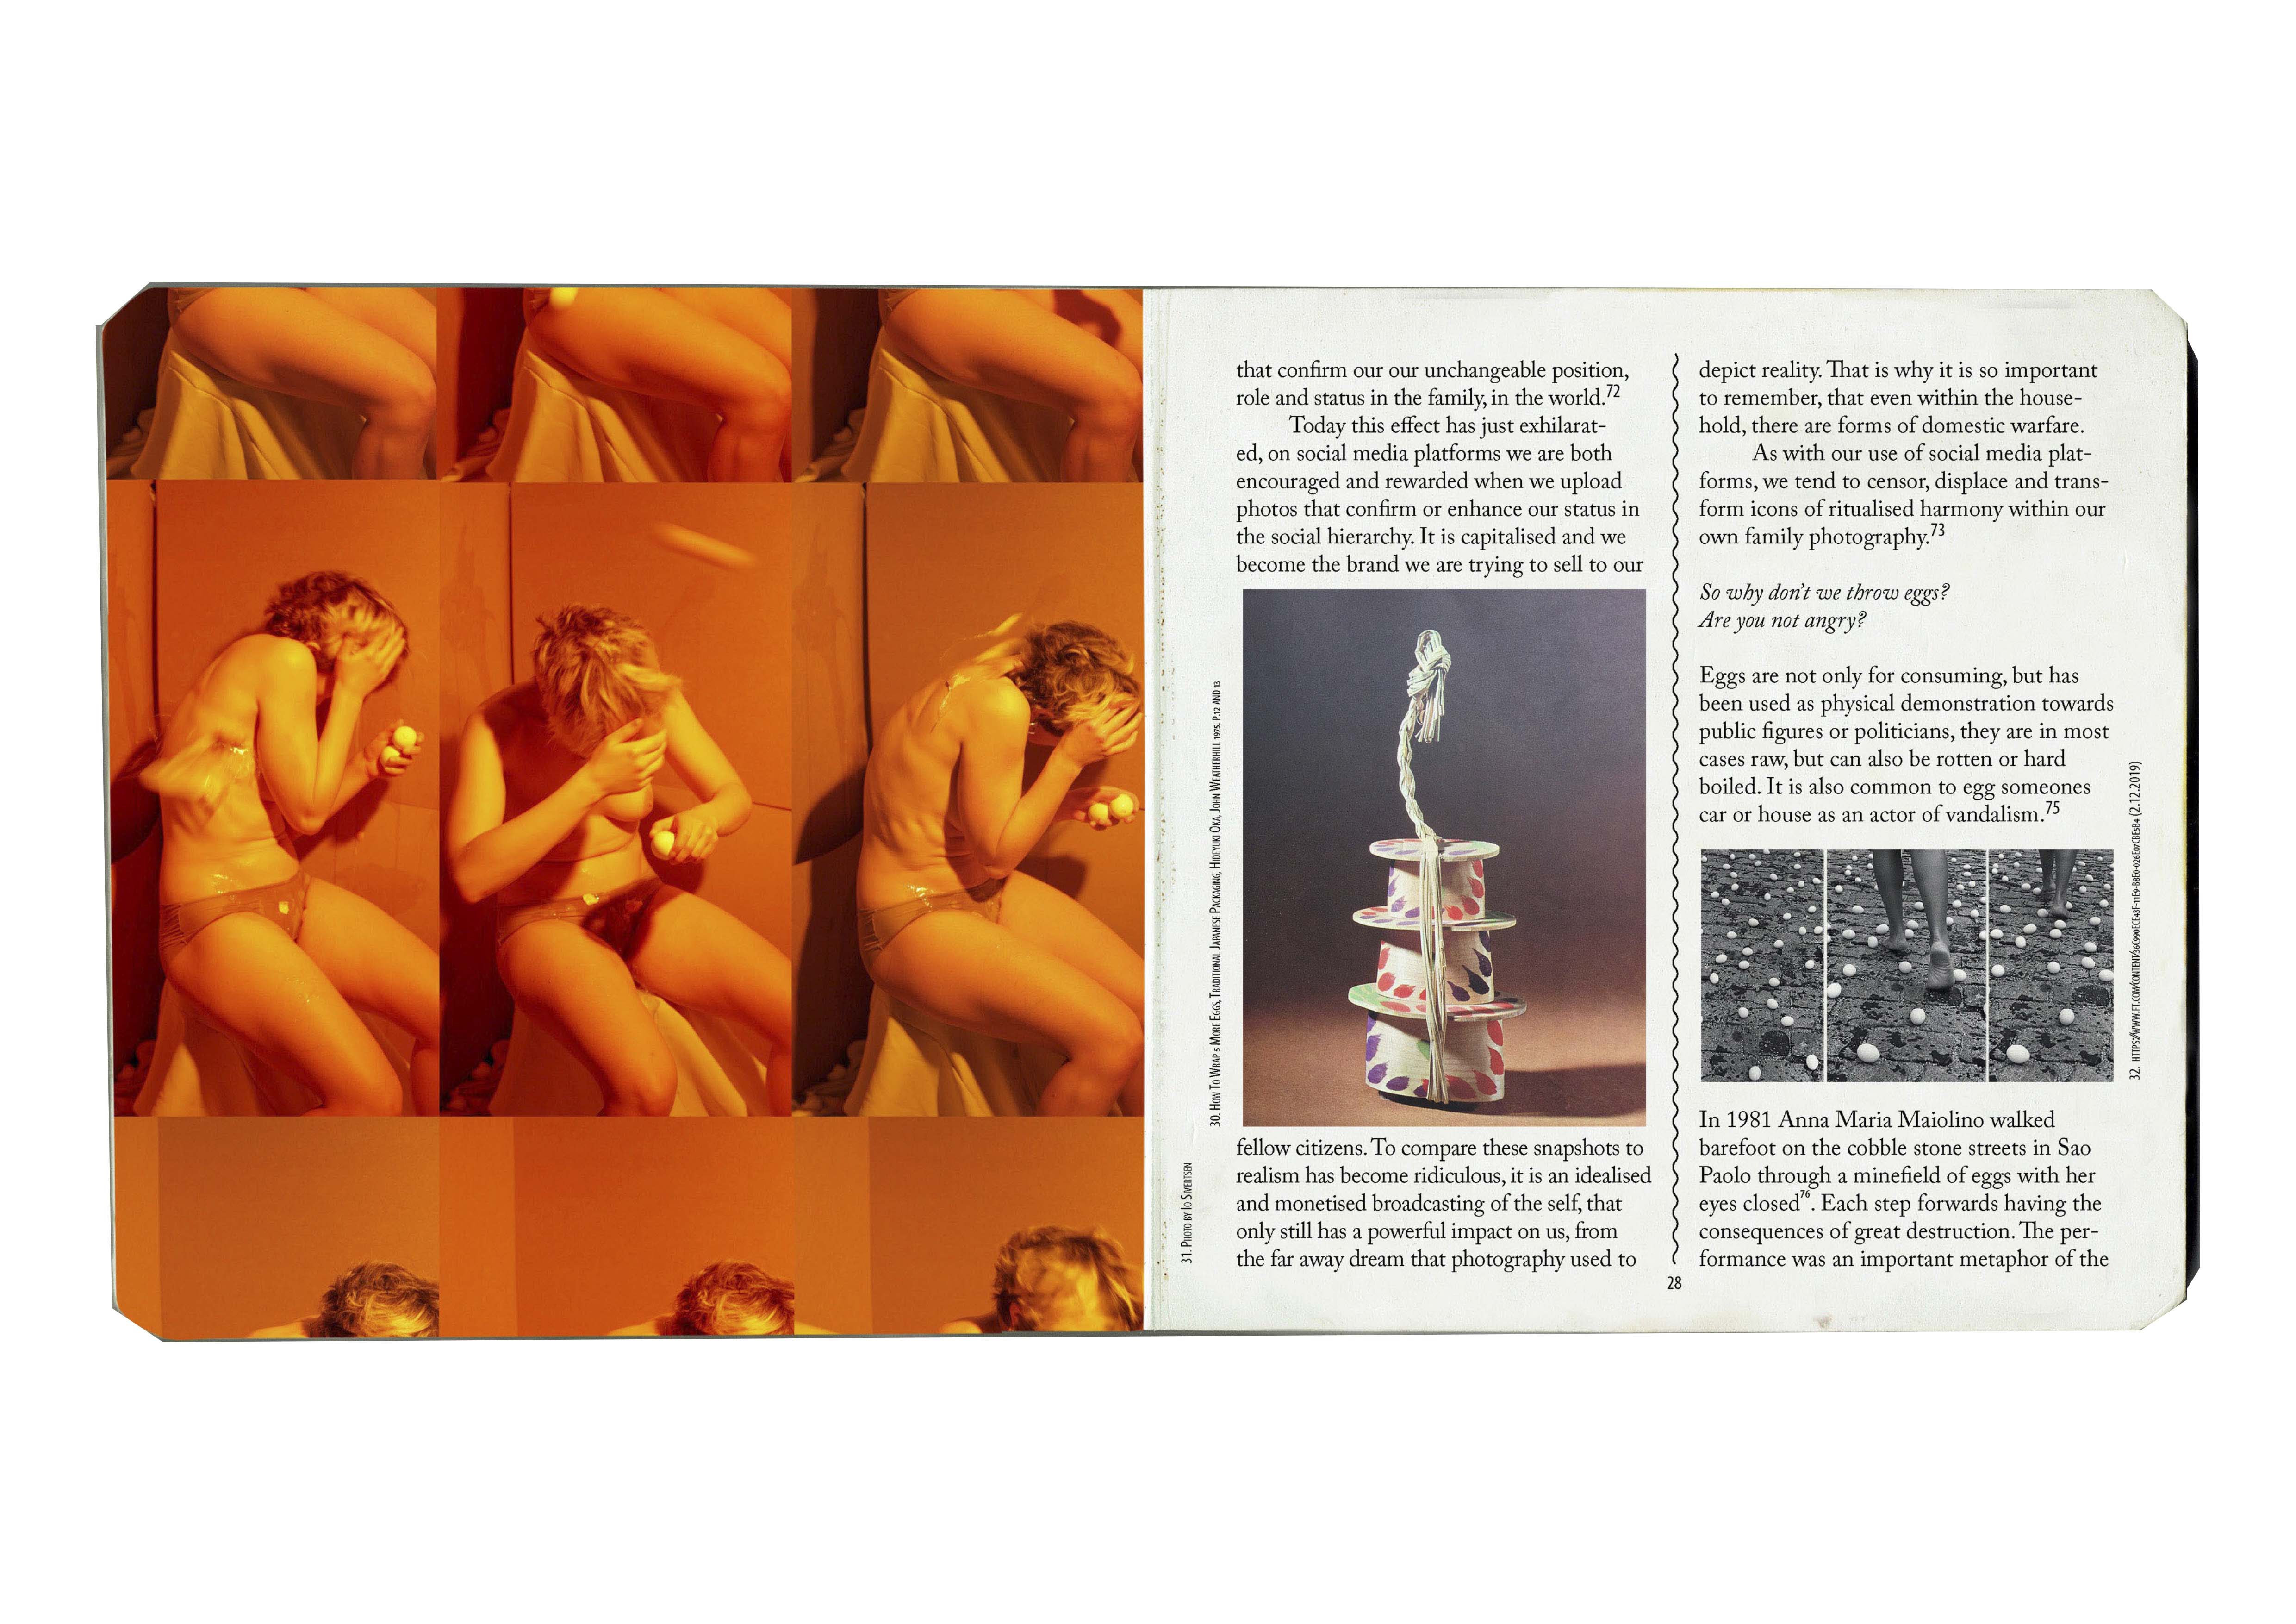 that confirm our our unchangeable position,
role and status in the family, in the world.72
Today this effect has just exhilarat-
ed, on social media platforms we are both
encouraged and rewarded when we upload
photos that confirm or enhance our status in
the social hierarchy. It is capitalised and we
become the brand we are trying to sell to our
30. How To Wrap 5 More Eggs, Traditional Japanese Packaging, Hideyuki Oka, John Weatherhill 1975. P.12 and 13
31. Photo by Io Sivertsen
fellow citizens. To compare these snapshots to
realism has become ridiculous, it is an idealised
and monetised broadcasting of the self, that
only still has a powerful impact on us, from
the far away dream that photography used to
depict reality. That is why it is so important
to remember, that even within the house-
hold, there are forms of domestic warfare.
As with our use of social media plat-
forms, we tend to censor, displace and trans-
form icons of ritualised harmony within our
own family photography.73
So why don't we throw eggs?
Are you not angry?
Eggs are not only for consuming, but has
been used as physical demonstration towards
public figures or politicians, they are in most
cases raw, but can also be rotten or hard
boiled. It is also common to egg someones
car or house as an actor of vandalism.75
32. (2.12.2019)
In 1981 Anna Maria Maiolino walked
barefoot on the cobble stone streets in Sao
Paolo through a minefield of eggs with her
eyes closed76. Each step forwards having the
consequences of great destruction. The per-
formance was an important metaphor of the
28